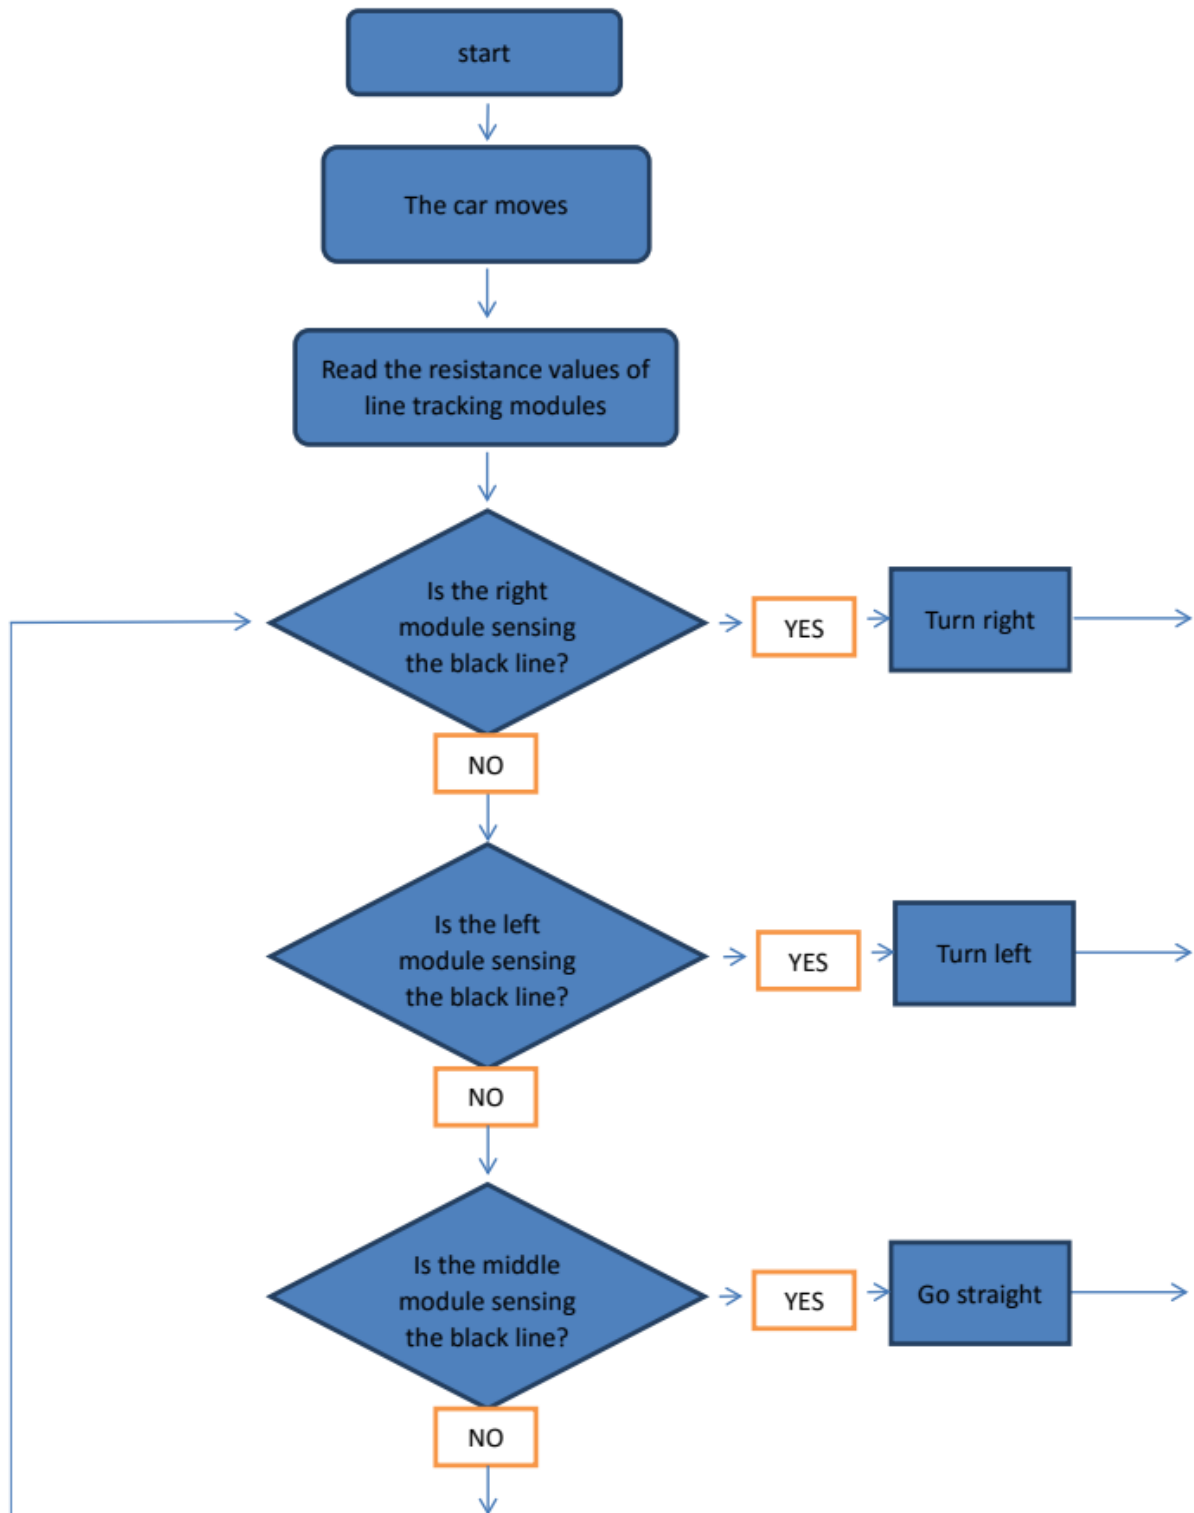 start
The car moves
Read the resistance values of
line tracking modules
Is the right
module sensing
the black line?
YES
Turn right
NO
Is the left
module sensing
the black line?
YES
Turn left
NO
Is the middle
module sensing
the black line?
YES
Go straight
NO